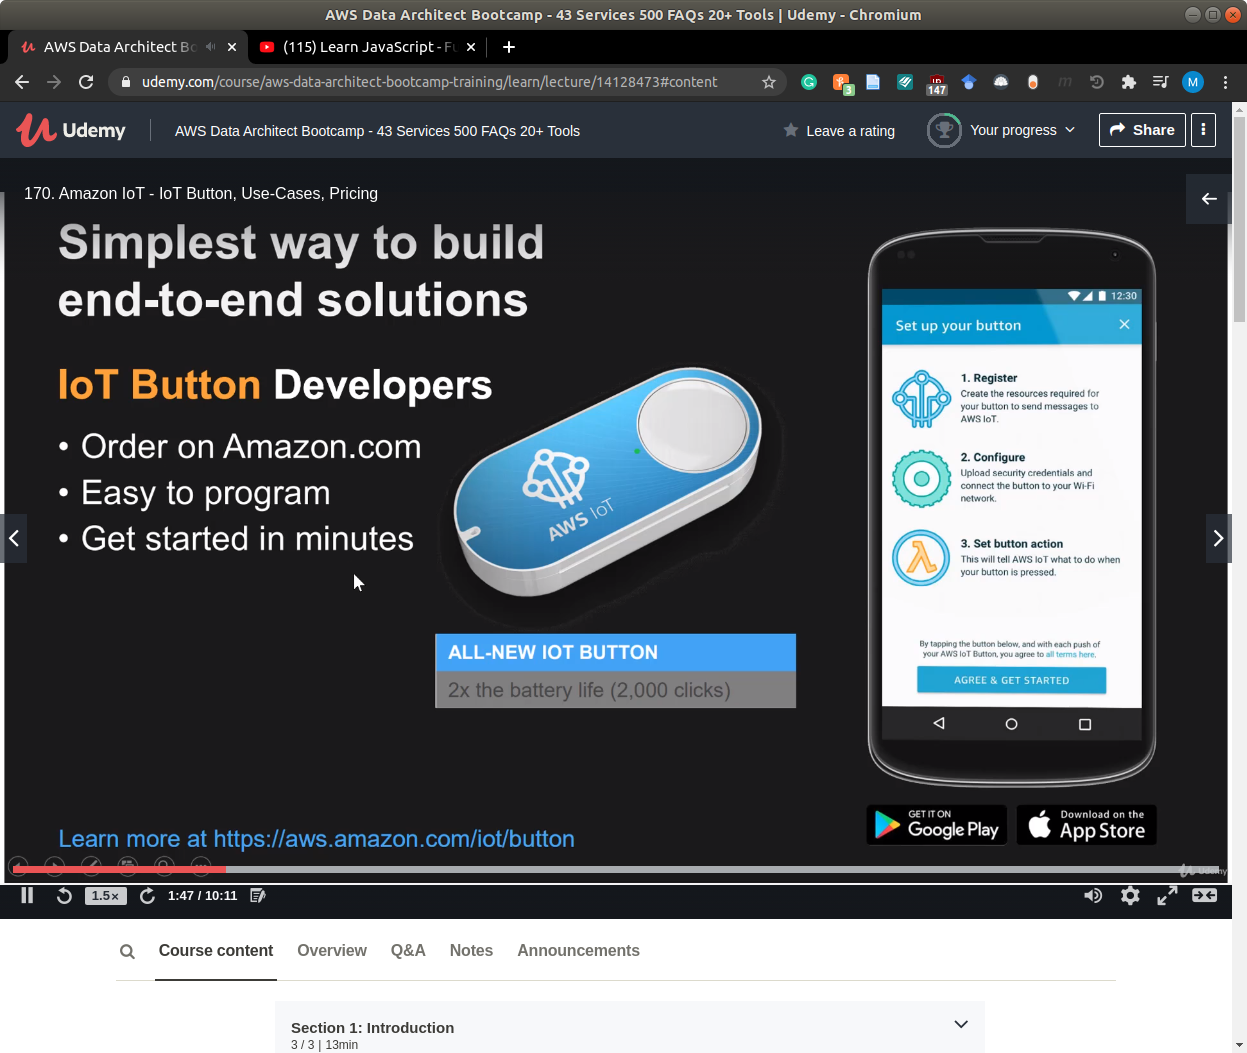 AWS Data Architect Bootcamp - 43 Services 500 FAQs 20+ Tools | Udemy - Chromium
AWS Data Architect Bo
(115) Learn JavaScript - Fu
udemy.com/course/aws-data-architect-bootcamp-training/learn/lecture/14128473#content
3
147
M
Udemy
AWS Data Architect Bootcamp - 43 Services 500 FAQs 20+ Tools
Leave a rating
Your progress
Share
170. Amazon IoT - IoT Button, Use-Cases, Pricing
Simplest way to build
end-to-end solutions
IoT Button Developers
• Order on Amazon.com
• Easy to program
• Get started in minutes
AWS IoT
ALL-NEW IOT BUTTON
2x the battery life (2,000 clicks)
12:30
Set up your button
1. Register
Create the resources required for
your button to send messages to
AWS IoT.
2. Configure
Upload security credentials and
connect the button to your Wi-Fi
network.
3. Set button action
This will tell AWS IoT what to do when
your button is pressed.
By tapping the button below, and with each push of
your AWS IoT Button, you agree to all terms here.
AGREE & GET STARTED
GET IT ON
Google Play
Download on the
App Store
Learn more at https://aws.amazon.com/iot/button
Udemy
1.5×
1:47 / 10:11
Course content
Overview
Q&A
Notes
Announcements
Section 1: Introduction
3 / 3 | 13min